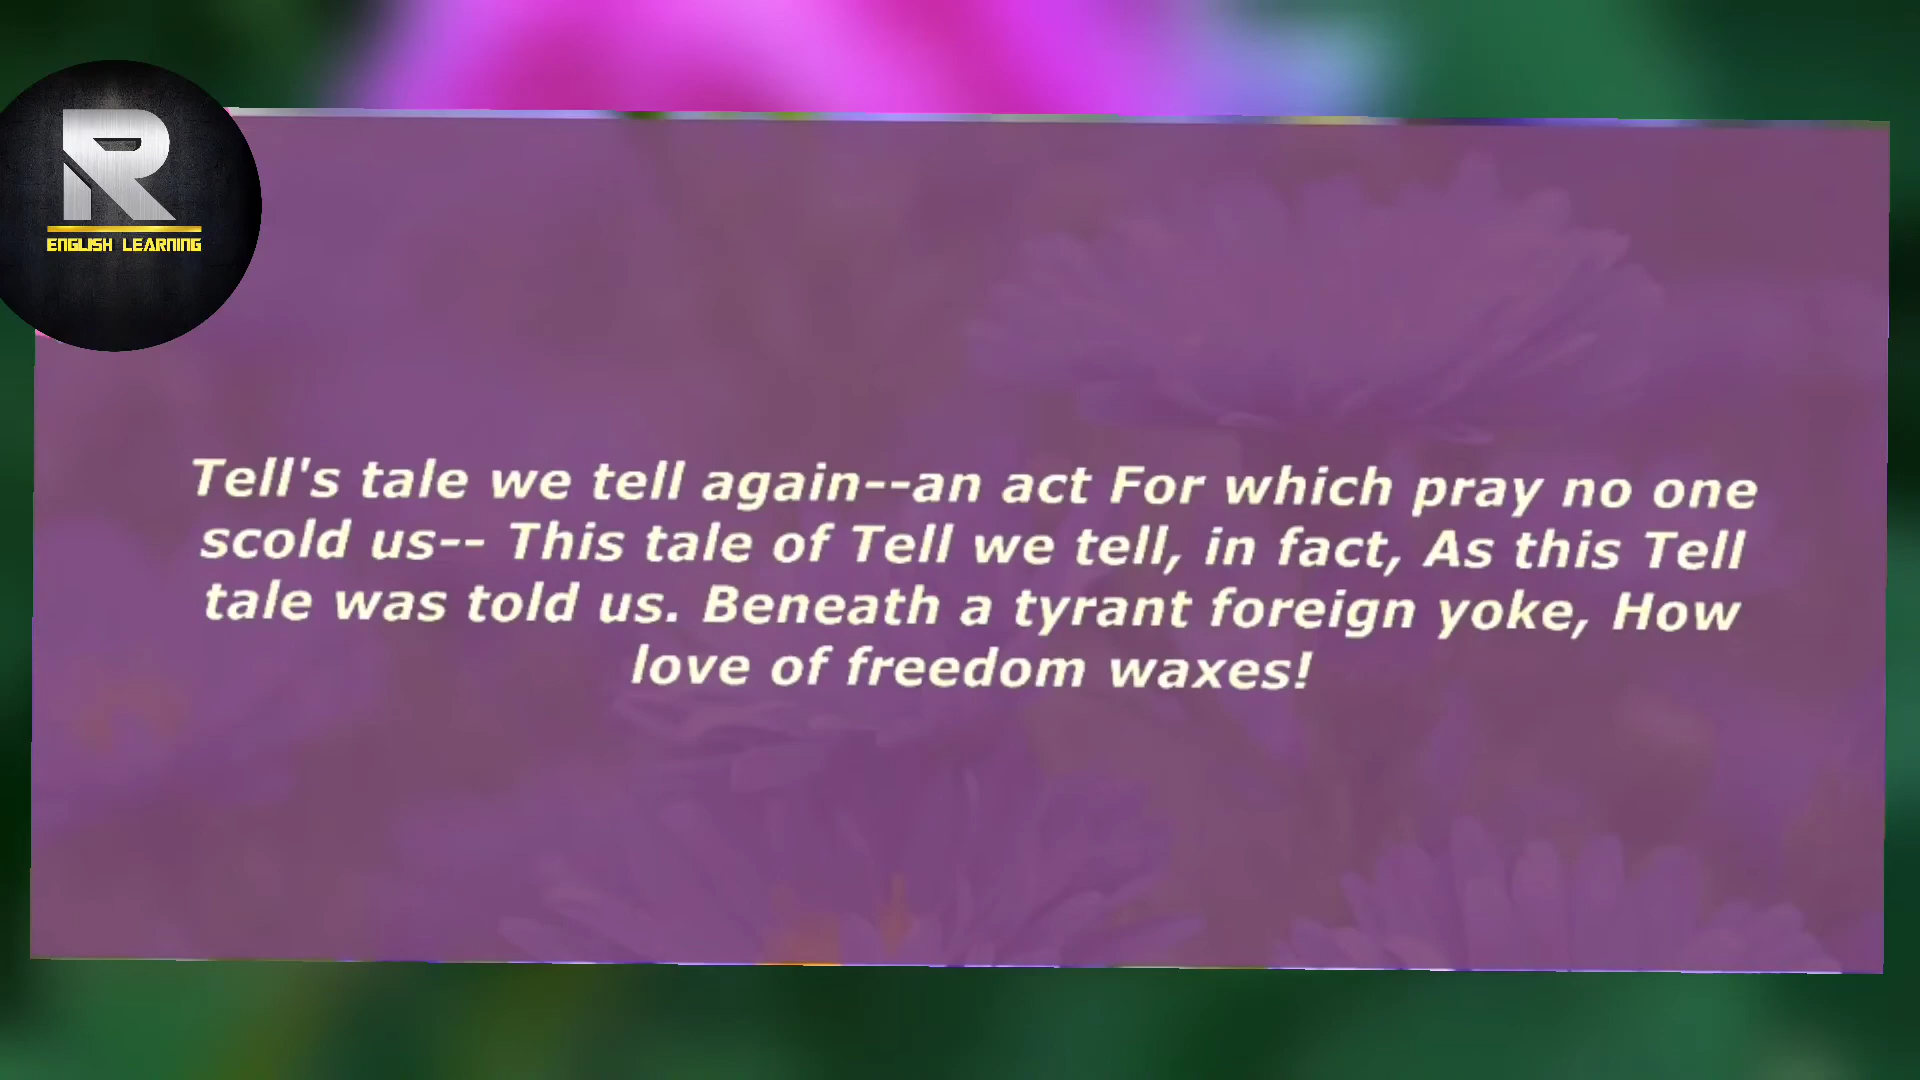 R
ENGLISH LEARNING
Tell's tale we tell again--an act For which pray no one
scold us-- This tale of Tell we tell, in fact, As this Tell
tale was told us. Beneath a tyrant foreign yoke, How
love of freedom waxes!